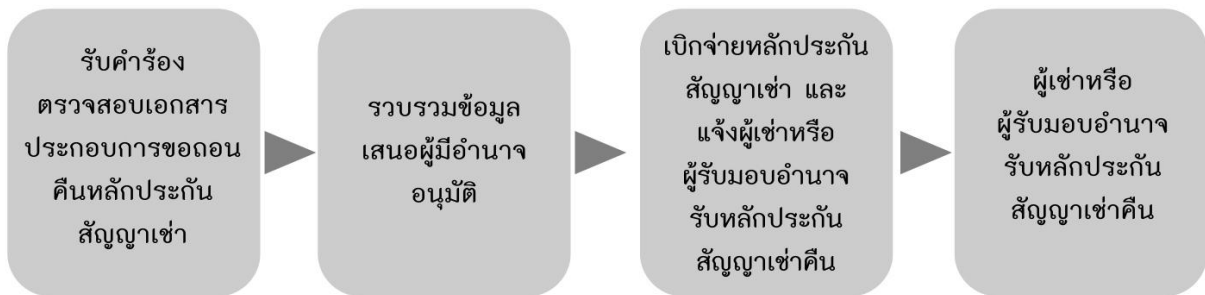 รับคำร้อง
ตรวจสอบเอกสาร
ประกอบการขอถอน
คืนหลักประกัน
สัญญาเช่า
รวบรวมข้อมูล
เสนอผู้มีอำนาจ
อนุมัติ
เบิกจ่ายหลักประกัน
สัญญาเช่า และ
แจ้งผู้เช่าหรือ
ผู้รับมอบอำนาจ
รับหลักประกัน
สัญญาเช่าคืน
ผู้เช่าหรือ
ผู้รับมอบอำนาจ
รับหลักประกัน
สัญญาเช่าคืน